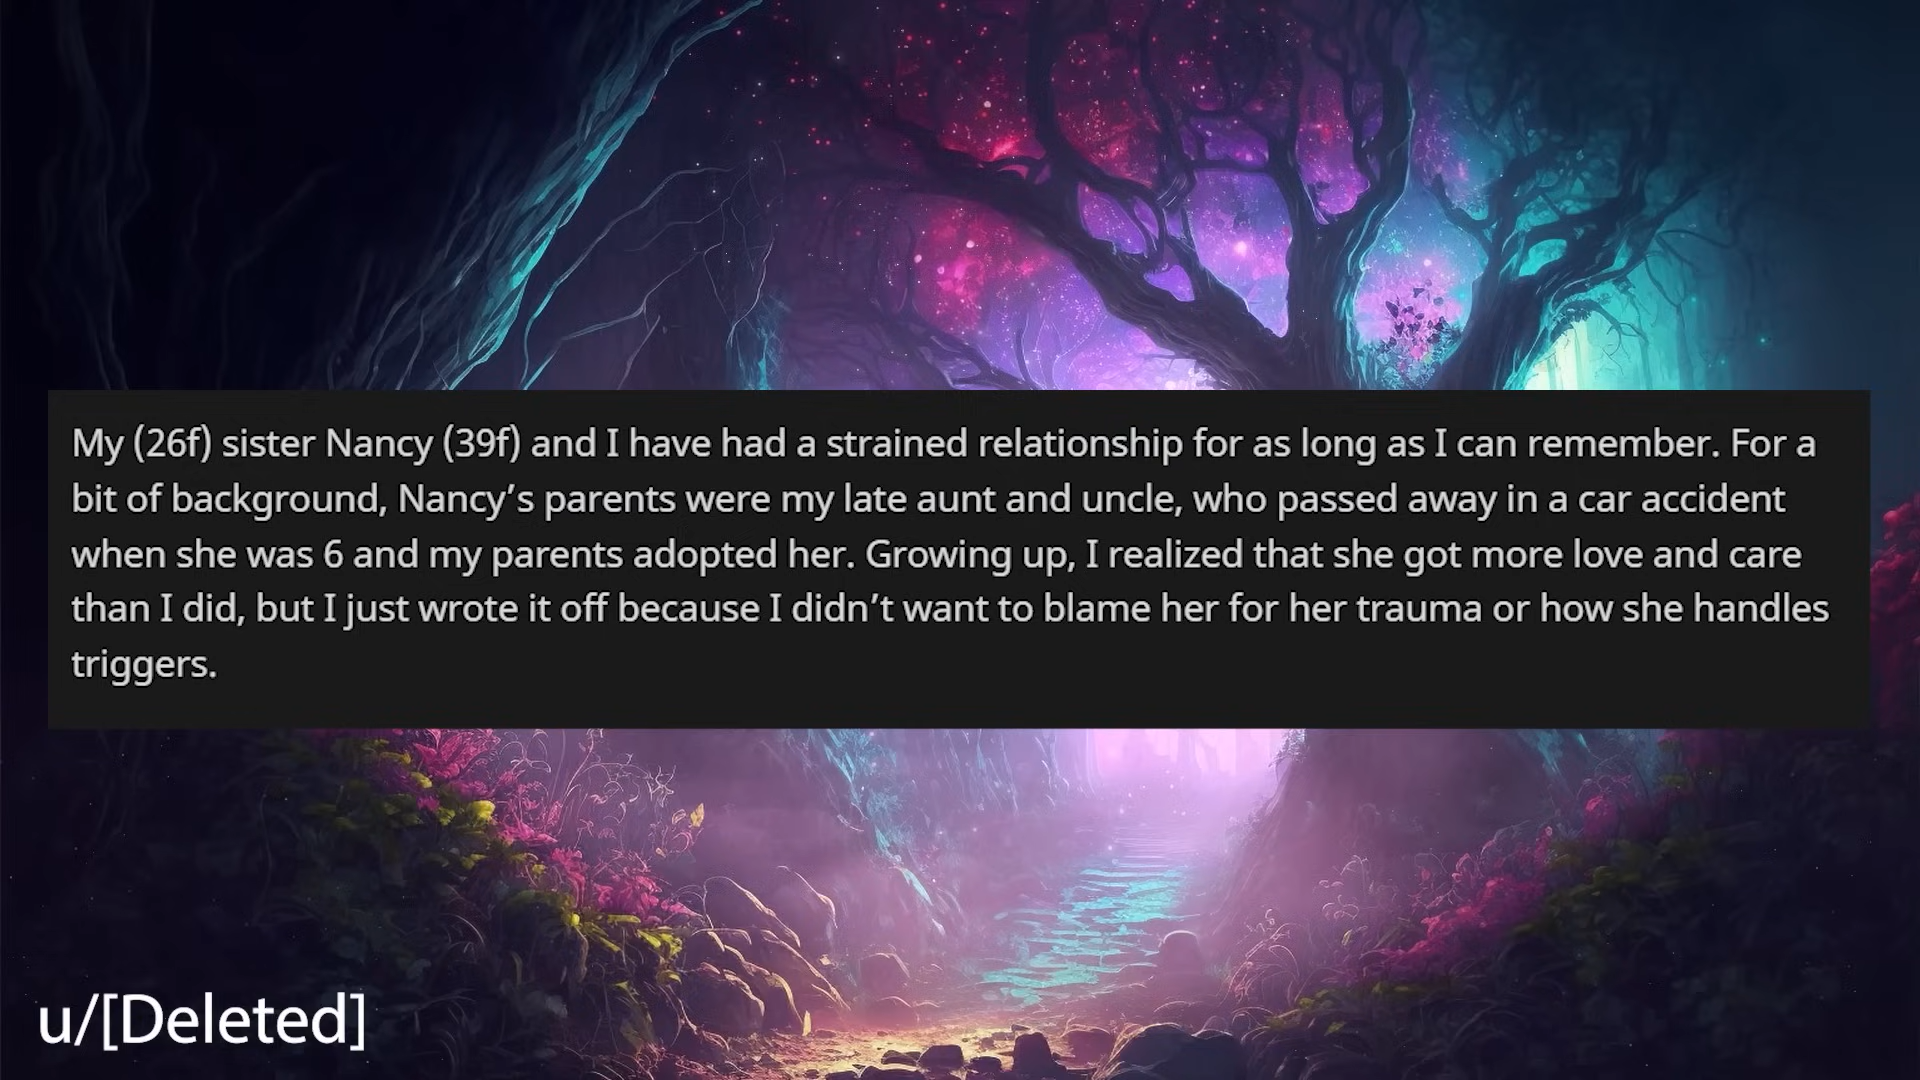 My (26f) sister Nancy (39f) and I have had a strained relationship for as long as I can remember. For a
bit of background, Nancy’s parents were my late aunt and uncle, who passed away in a car accident
when she was 6 and my parents adopted her. Growing up, I realized that she got more love and care
than I did, but I just wrote it off because I didn’t want to blame her for her trauma or how she handles
triggers.
u/[Deleted]